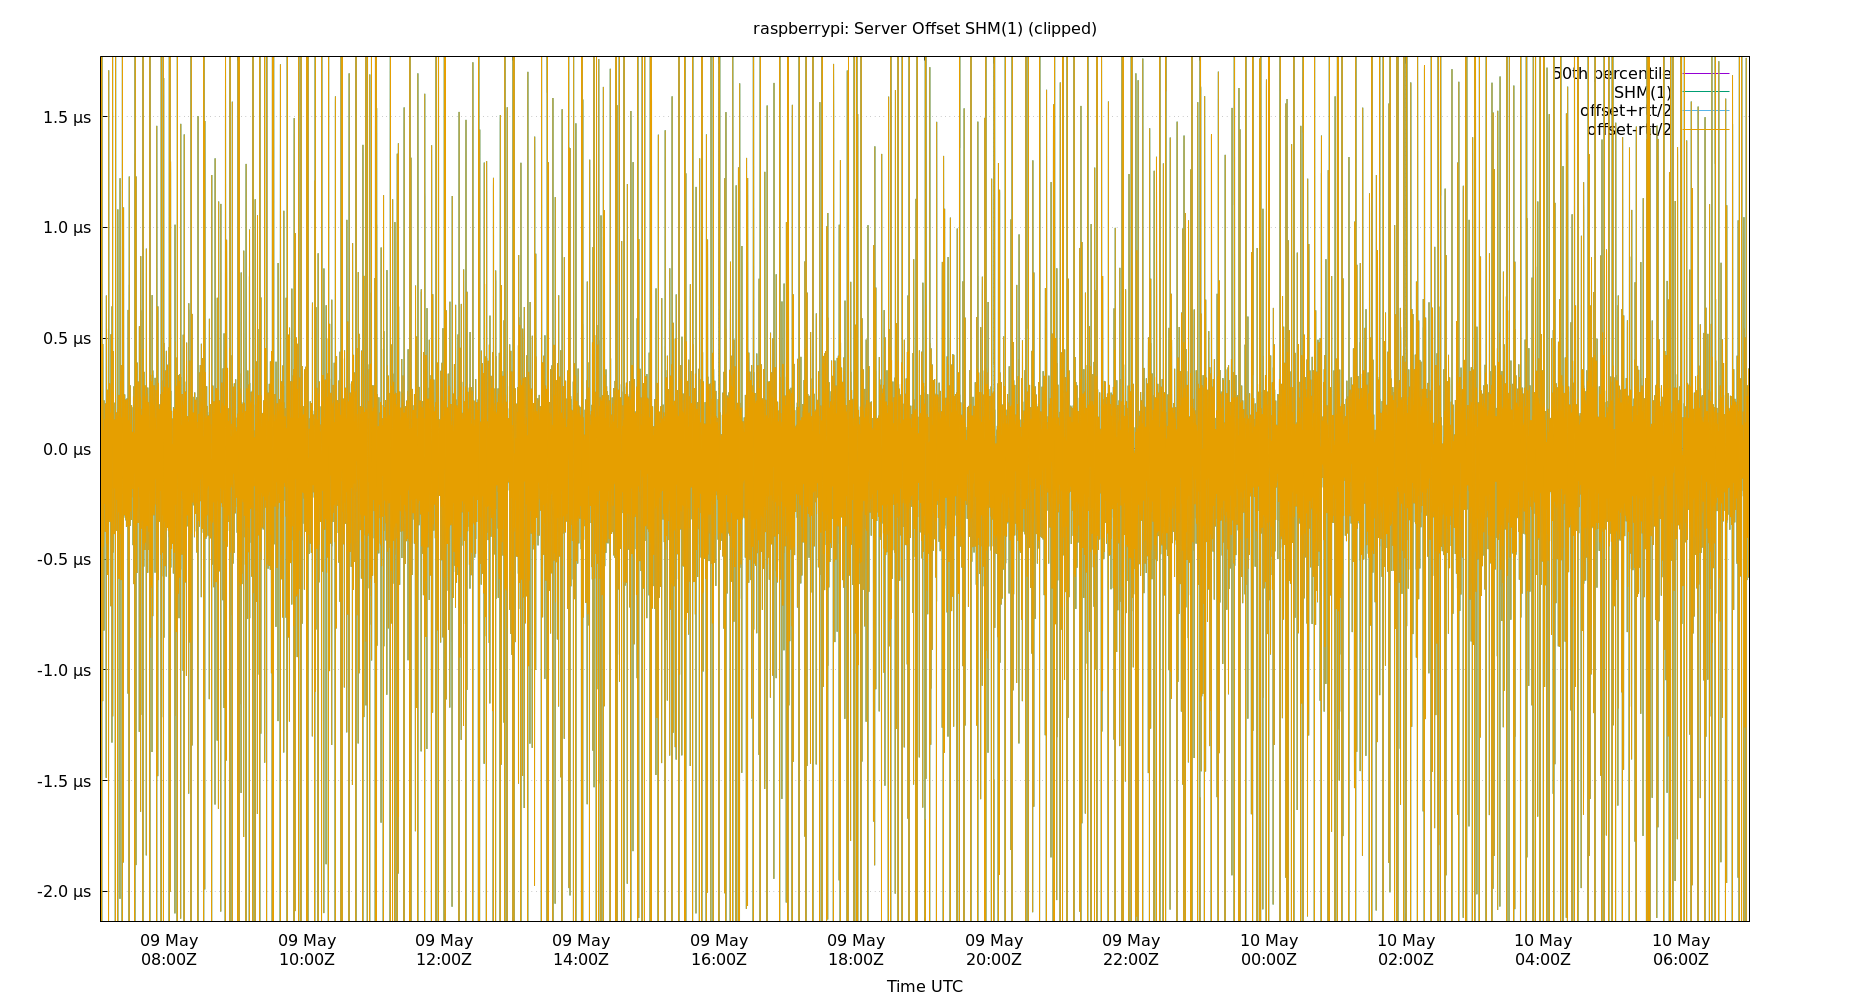 raspberrypi: Server Offset SHM(1) (clipped)
50th percentile
SHM(1)
offset+rtt/2
offset-rtt/2
1.5 µs
1.0 µs
0.5 µs
0.0 µs
-0.5 µs
-1.0 µs
-1.5 µs
-2.0 µs
09 May 09 May 09 May 09 May 09 May 09 May 09 May 09 May 10 May 10 May 10 May 10 May
08:00Z 10:00Z 12:00Z 14:00Z 16:00Z 18:00Z 20:00Z 22:00Z 00:00Z 02:00Z 04:00Z 06:00Z
Time UTC